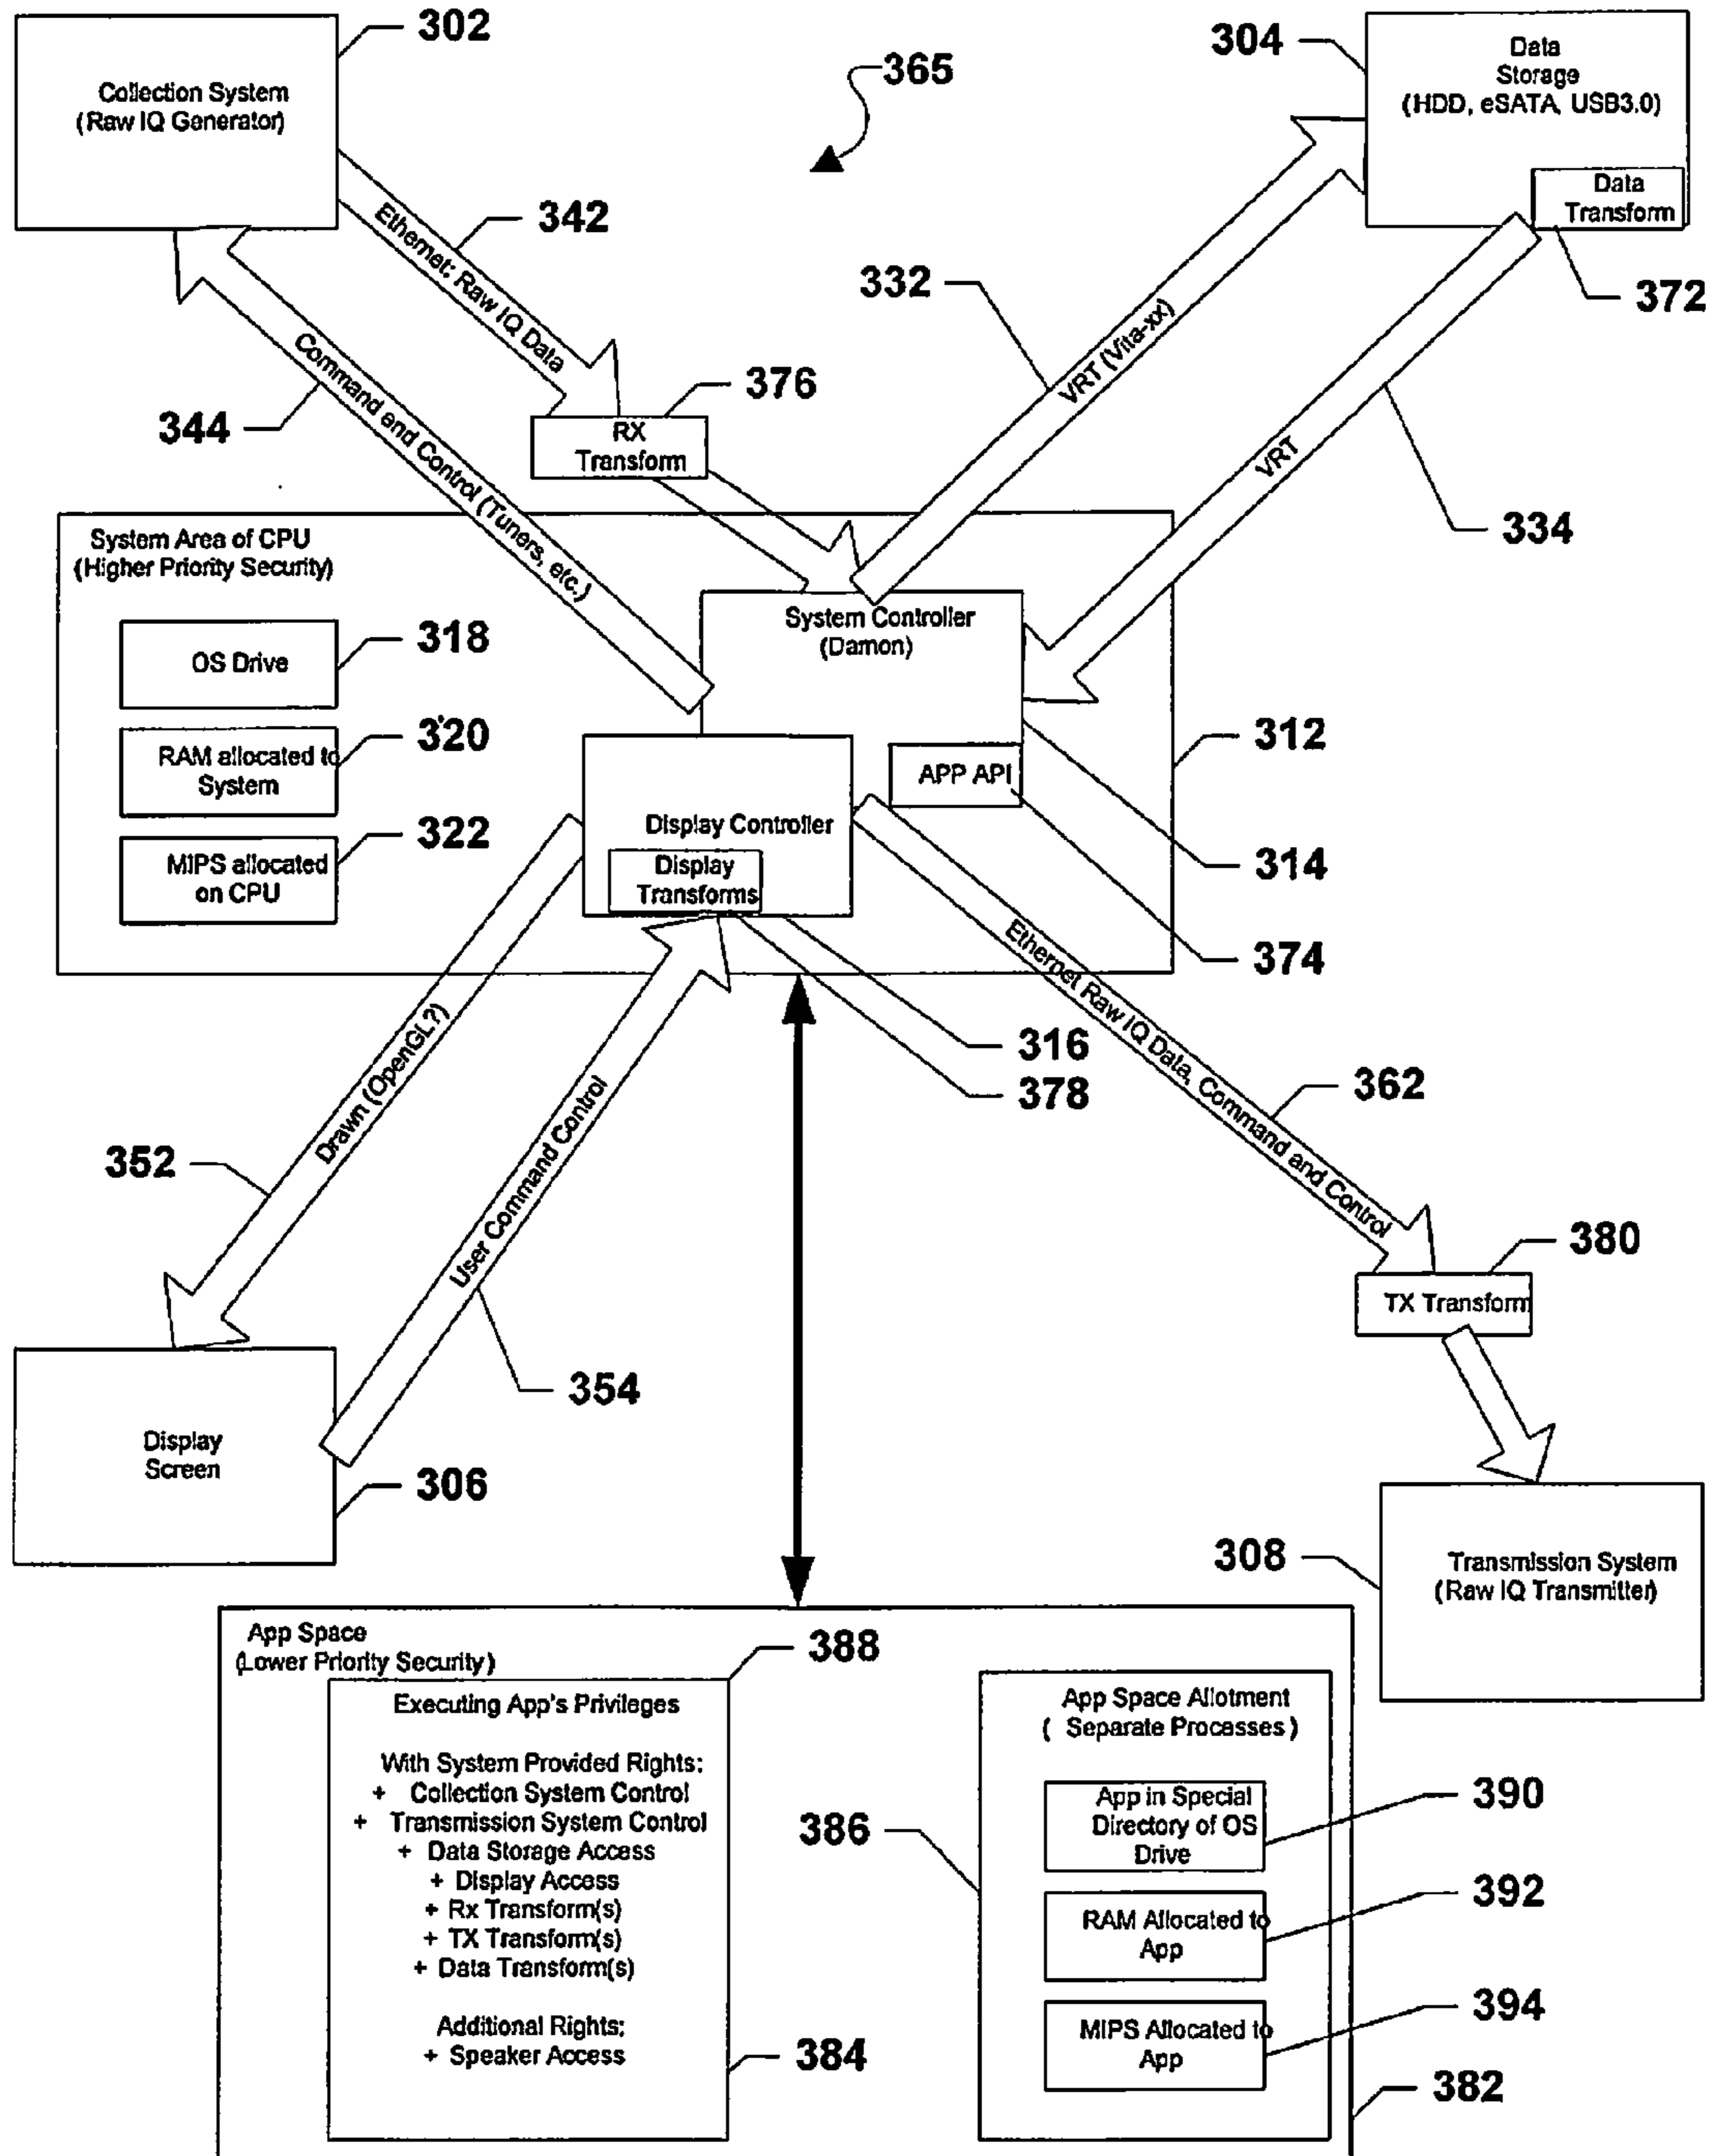 302
Collection System
(Raw IQ Generator)
365
304
Data
Storage
(HDD, eSATA, USB3.0)
Data
Transform
372
342
Ethernet: Raw IQ Data
344
Command and Control (Tuners, etc.)
376
RX
Transform
332
VRT (Vita-xx)
VRT
334
System Area of CPU
(Higher Priority Security)
OS Drive
318
RAM allocated to
System
320
MIPS allocated
on CPU
322
System Controller
(Damon)
APP API
Display Controller
Display
Transforms
312
314
374
316
378
352
Drawn (OpenGL?)
User Command Control
354
Ethernet Raw IQ Data, Command and Control
362
380
TX Transform
Display
Screen
306
308
Transmission System
(Raw IQ Transmitter)
App Space
(Lower Priority Security)
388
Executing App's Privileges
With System Provided Rights:
+ Collection System Control
+ Transmission System Control
+ Data Storage Access
+ Display Access
+ Rx Transform(s)
+ TX Transform(s)
+ Data Transform(s)
Additional Rights:
+ Speaker Access
384
386
App Space Allotment
( Separate Processes )
App in Special
Directory of OS
Drive
390
RAM Allocated to
App
392
MIPS Allocated to
App
394
382